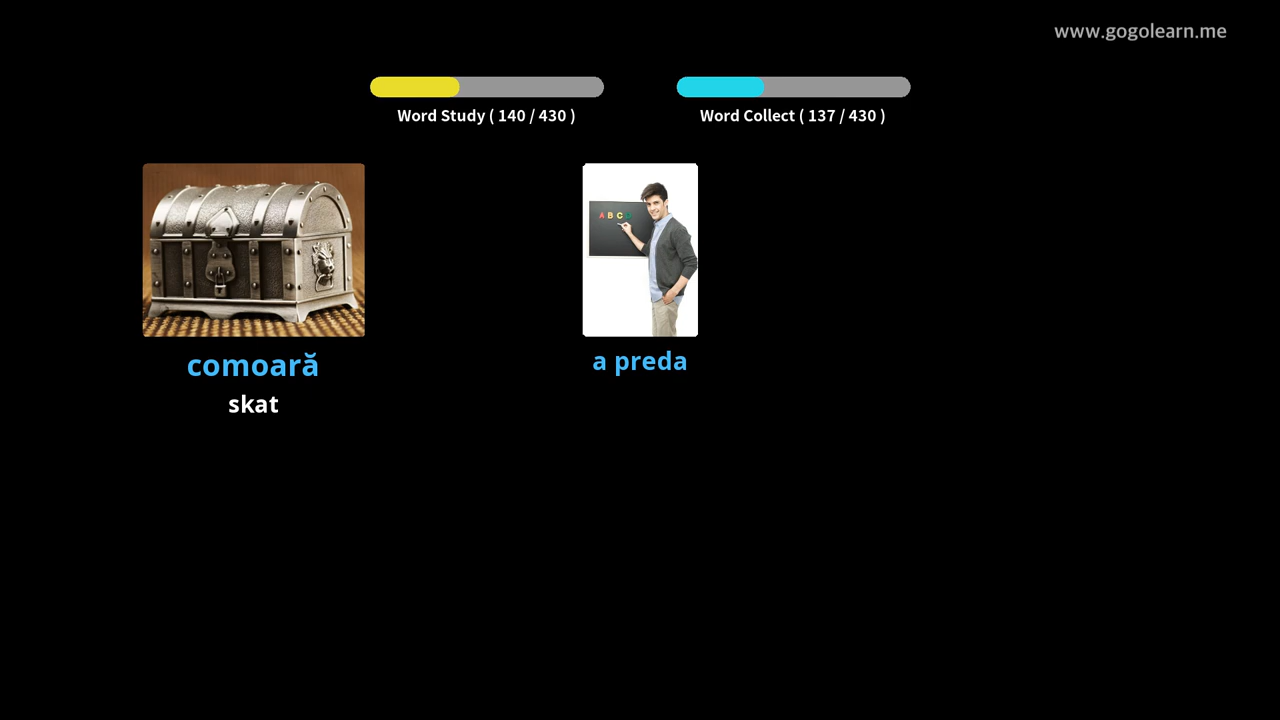 www.gogolearn.me
Word Study ( 140 / 430 )
Word Collect ( 137 / 430 )
A B C D
comoară
a preda
skat